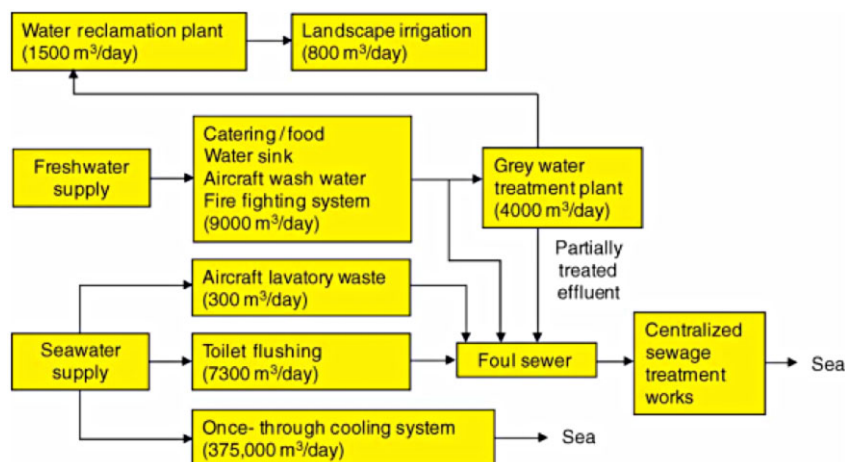 Water reclamation plant
(1500 m³/day)
Landscape irrigation
(800 m³/day)
Freshwater
supply
Catering / food
Water sink
Aircraft wash water
Fire fighting system
(9000 m³/day)
Grey water
treatment plant
(4000 m³/day)
Partially
treated
effluent
Aircraft lavatory waste
(300 m³/day)
Seawater
supply
Toilet flushing
(7300 m³/day)
Foul sewer
Centralized
sewage
treatment
works
Sea
Once- through cooling system
(375,000 m³/day)
Sea